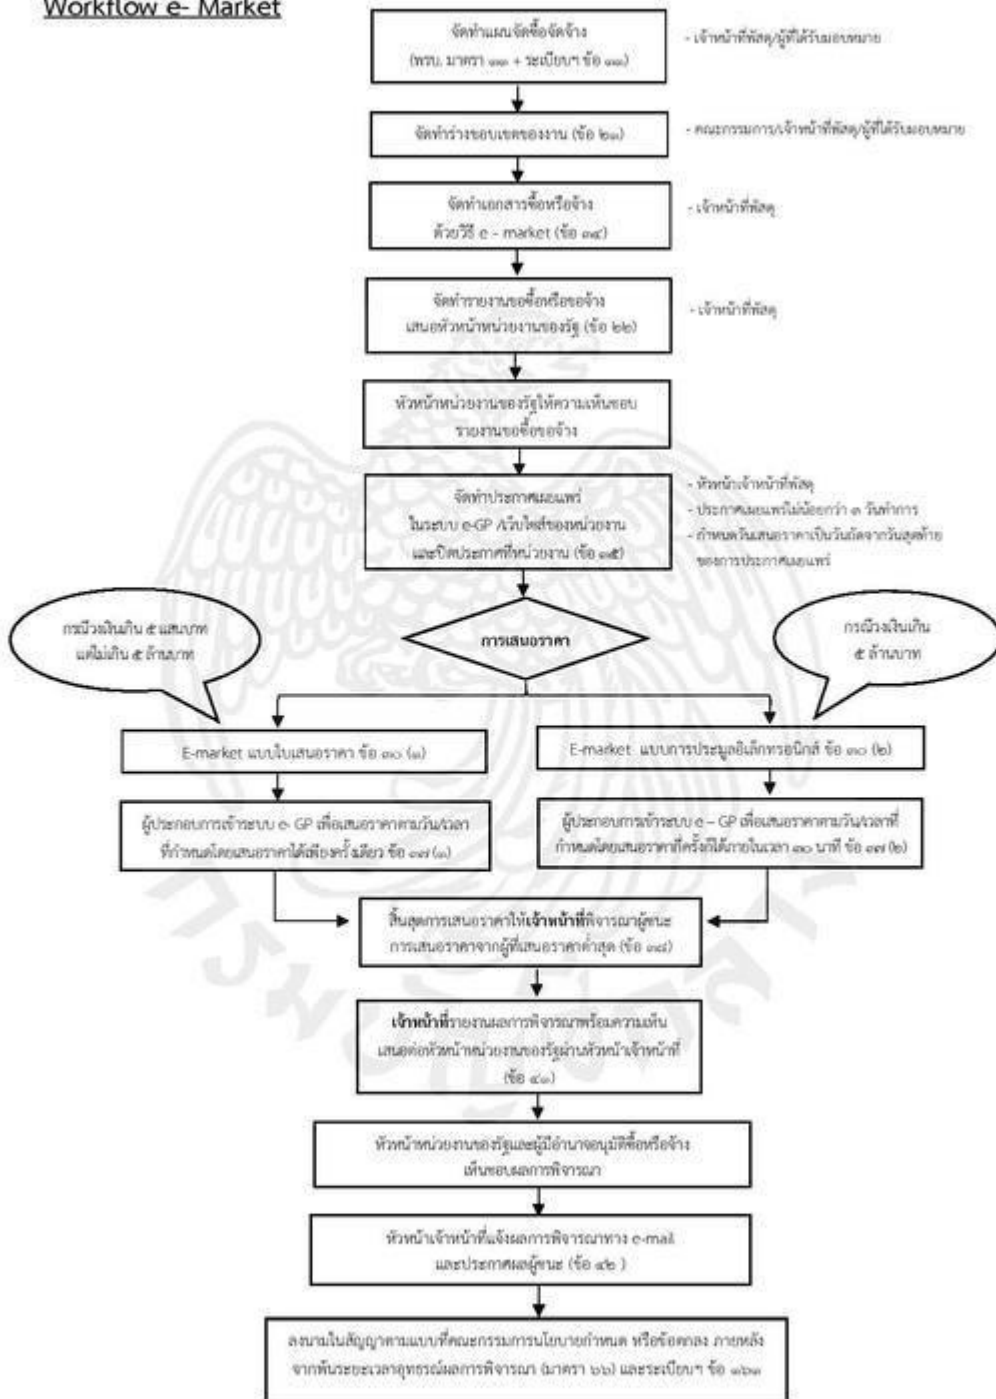 Workflow e- Market
จัดทำแผนจัดซื้อจัดจ้าง
(พรบ. มาตรา ๑๑ + ระเบียบฯ ข้อ ๑๑)
- เจ้าหน้าที่พัสดุ/ผู้ที่ได้รับมอบหมาย
จัดทำร่างขอบเขตของงาน (ข้อ ๒๑)
- คณะกรรมการ/เจ้าหน้าที่พัสดุ/ผู้ที่ได้รับมอบหมาย
จัดทำเอกสารซื้อหรือจ้าง
ด้วยวิธี e - market (ข้อ ๓๔)
- เจ้าหน้าที่พัสดุ
จัดทำรายงานขอซื้อหรือขอจ้าง
เสนอหัวหน้าหน่วยงานของรัฐ (ข้อ ๒๒)
- เจ้าหน้าที่พัสดุ
หัวหน้าหน่วยงานของรัฐให้ความเห็นชอบ
รายงานขอซื้อขอจ้าง
จัดทำประกาศเผยแพร่
ในระบบ e-GP /เว็บไซส์ของหน่วยงาน
และปิดประกาศที่หน่วยงาน (ข้อ ๓๕)
- หัวหน้าเจ้าหน้าที่พัสดุ
- ประกาศเผยแพร่ไม่น้อยกว่า ๓ วันทำการ
- กำหนดวันเสนอราคาเป็นวันถัดจากวันสุดท้าย
ของการประกาศเผยแพร่
กรณีวงเงินเกิน ๕ แสนบาท
แต่ไม่เกิน ๕ ล้านบาท
การเสนอราคา
กรณีวงเงินเกิน
๕ ล้านบาท
E-market แบบใบเสนอราคา ข้อ ๓๐ (๑)
E-market แบบการประมูลอิเล็กทรอนิกส์ ข้อ ๓๐ (๒)
ผู้ประกอบการเข้าระบบ e- GP เพื่อเสนอราคาตามวัน/เวลา
ที่กำหนดโดยเสนอราคาได้เพียงครั้งเดียว ข้อ ๓๗ (๑)
ผู้ประกอบการเข้าระบบ e – GP เพื่อเสนอราคาตามวัน/เวลาที่
กำหนดโดยเสนอราคากี่ครั้งก็ได้ภายในเวลา ๓๐ นาที ข้อ ๓๗ (๒)
สิ้นสุดการเสนอราคาให้เจ้าหน้าที่พิจารณาผู้ชนะ
การเสนอราคาจากผู้ที่เสนอราคาต่ำสุด (ข้อ ๓๘)
เจ้าหน้าที่รายงานผลการพิจารณาพร้อมความเห็น
เสนอต่อหัวหน้าหน่วยงานของรัฐผ่านหัวหน้าเจ้าหน้าที่
(ข้อ ๔๑)
หัวหน้าหน่วยงานของรัฐและผู้มีอำนาจอนุมัติซื้อหรือจ้าง
เห็นชอบผลการพิจารณา
หัวหน้าเจ้าหน้าที่แจ้งผลการพิจารณาทาง e-mail
และประกาศผลผู้ชนะ (ข้อ ๔๒ )
ลงนามในสัญญาตามแบบที่คณะกรรมการนโยบายกำหนด หรือข้อตกลง ภายหลัง
จากพ้นระยะเวลาอุทธรณ์ผลการพิจารณา (มาตรา ๖๖) และระเบียบฯ ข้อ ๑๖๑